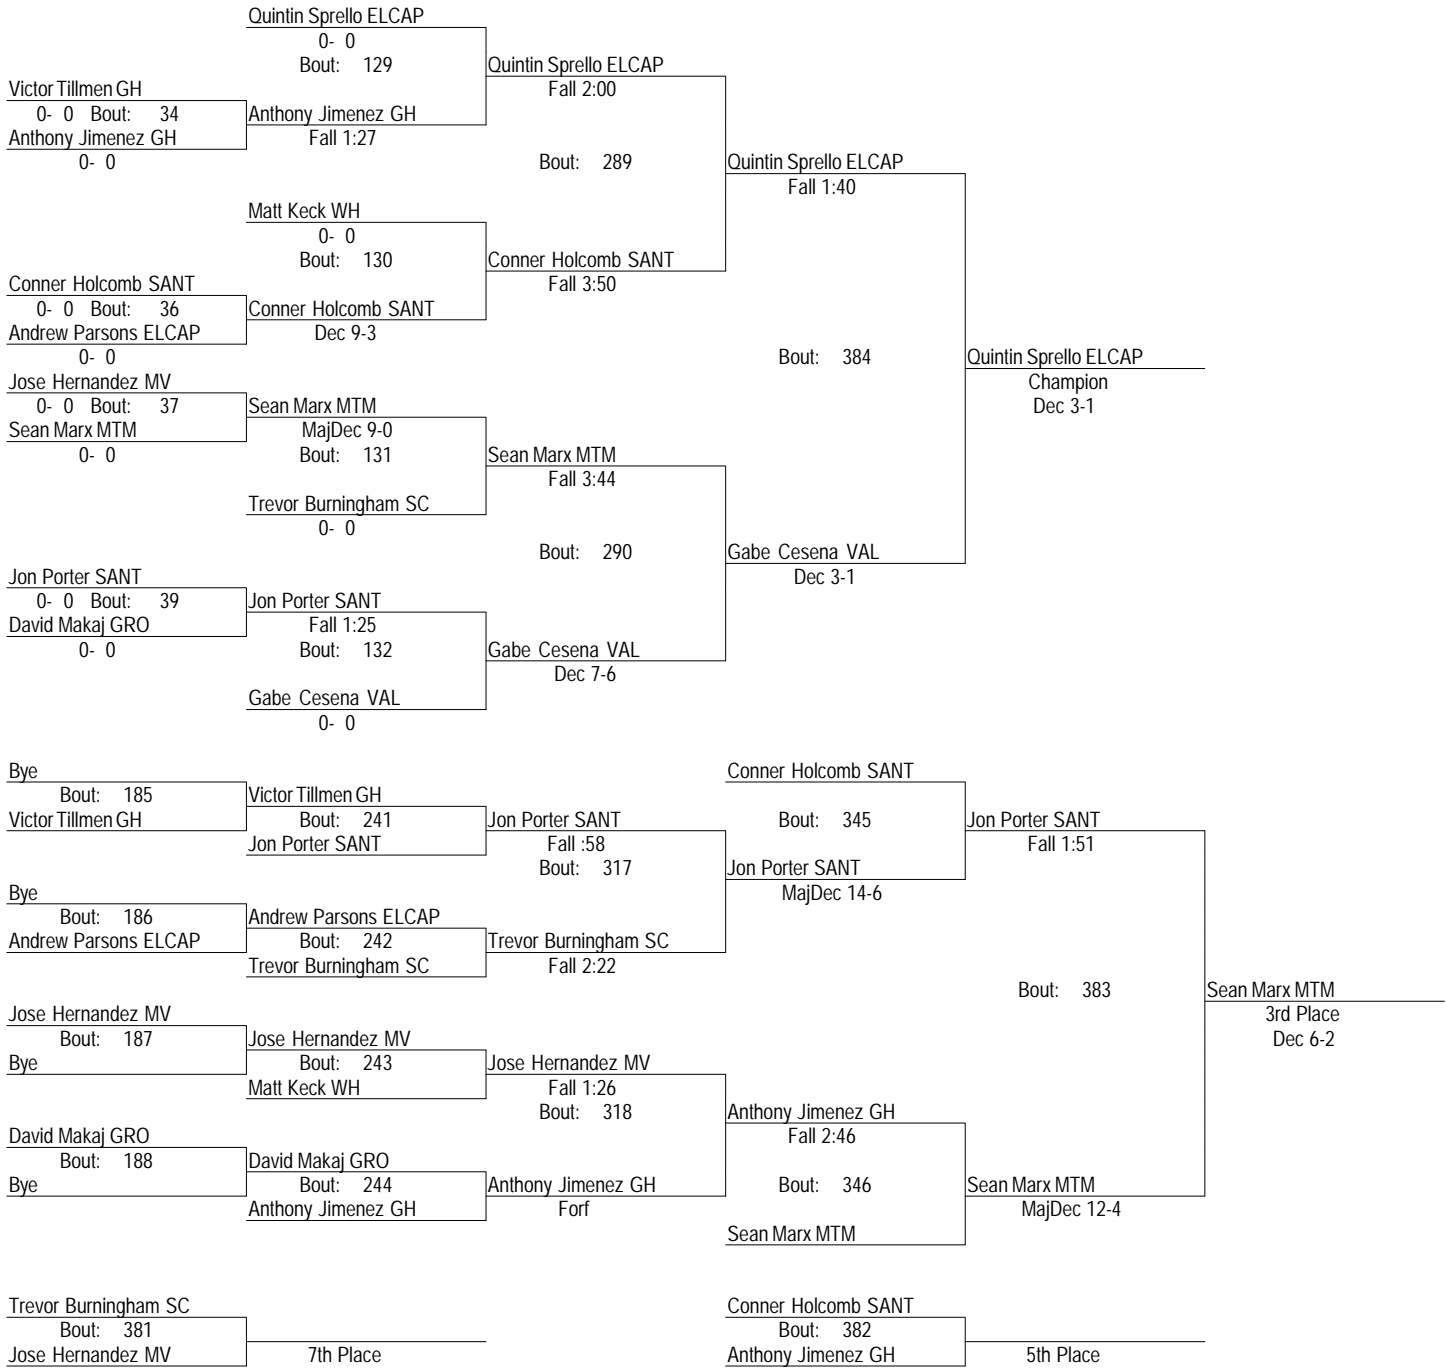 Quintin Sprello ELCAP
0- 0
Bout: 129
Quintin Sprello ELCAP
Victor Tillmen GH
Fall 2:00
0- 0 Bout: 34
Anthony Jimenez GH
Anthony Jimenez GH
Fall 1:27
0- 0
Bout: 289
Quintin Sprello ELCAP
Fall 1:40
Matt Keck WH
0- 0
Bout: 130
Conner Holcomb SANT
Conner Holcomb SANT
Fall 3:50
0- 0 Bout: 36
Conner Holcomb SANT
Andrew Parsons ELCAP
Dec 9-3
0- 0
Bout: 384
Quintin Sprello ELCAP
Jose Hernandez MV
Champion
0- 0 Bout: 37
Sean Marx MTM
Dec 3-1
Sean Marx MTM
MajDec 9-0
0- 0
Bout: 131
Sean Marx MTM
Fall 3:44
Trevor Burningham SC
0- 0
Bout: 290
Gabe Cesena VAL
Jon Porter SANT
Dec 3-1
0- 0 Bout: 39
Jon Porter SANT
David Makaj GRO
Fall 1:25
0- 0
Bout: 132
Gabe Cesena VAL
Dec 7-6
Gabe Cesena VAL
0- 0
Bye
Conner Holcomb SANT
Bout: 185
Victor Tillmen GH
Victor Tillmen GH
Bout: 241
Jon Porter SANT
Bout: 345
Jon Porter SANT
Jon Porter SANT
Fall :58
Fall 1:51
Bout: 317
Jon Porter SANT
Bye
MajDec 14-6
Bout: 186
Andrew Parsons ELCAP
Andrew Parsons ELCAP
Bout: 242
Trevor Burningham SC
Trevor Burningham SC
Fall 2:22
Bout: 383
Sean Marx MTM
Jose Hernandez MV
3rd Place
Bout: 187
Jose Hernandez MV
Dec 6-2
Bye
Bout: 243
Jose Hernandez MV
Matt Keck WH
Fall 1:26
Bout: 318
Anthony Jimenez GH
David Makaj GRO
Fall 2:46
Bout: 188
David Makaj GRO
Bye
Bout: 244
Anthony Jimenez GH
Bout: 346
Sean Marx MTM
Anthony Jimenez GH
Forf
MajDec 12-4
Sean Marx MTM
Trevor Burningham SC
Conner Holcomb SANT
Bout: 381
Bout: 382
Jose Hernandez MV
7th Place
Anthony Jimenez GH
5th Place